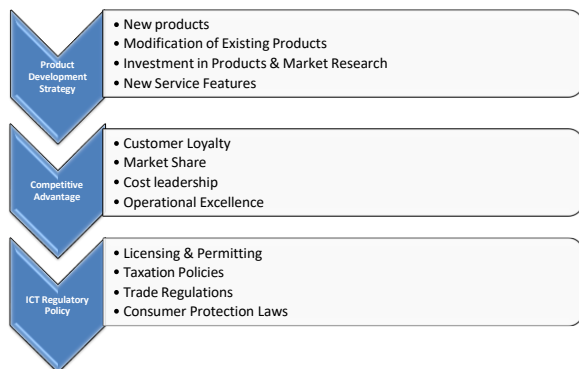 Product
Development
Strategy
• New products
• Modification of Existing Products
• Investment in Products & Market Research
• New Service Features
Competitive
Advantage
• Customer Loyalty
• Market Share
• Cost leadership
• Operational Excellence
ICT Regulatory
Policy
• Licensing & Permitting
• Taxation Policies
• Trade Regulations
• Consumer Protection Laws